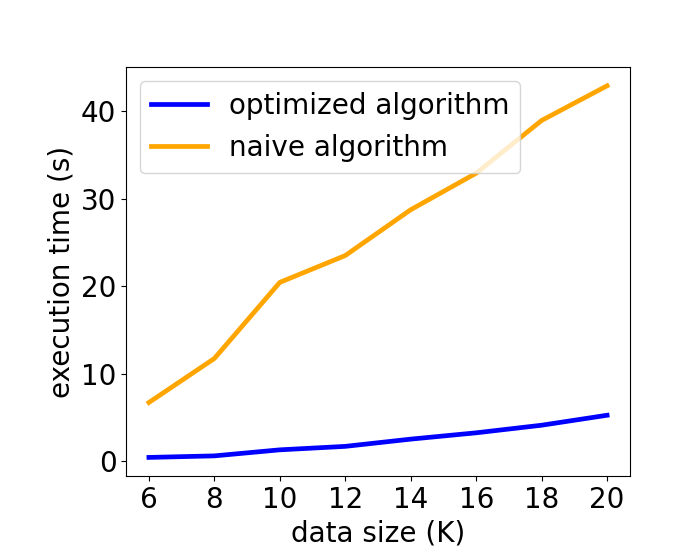 optimized algorithm
naive algorithm
execution time (s)
40
30
20
10
0
6 8 10 12 14 16 18 20
data size (K)